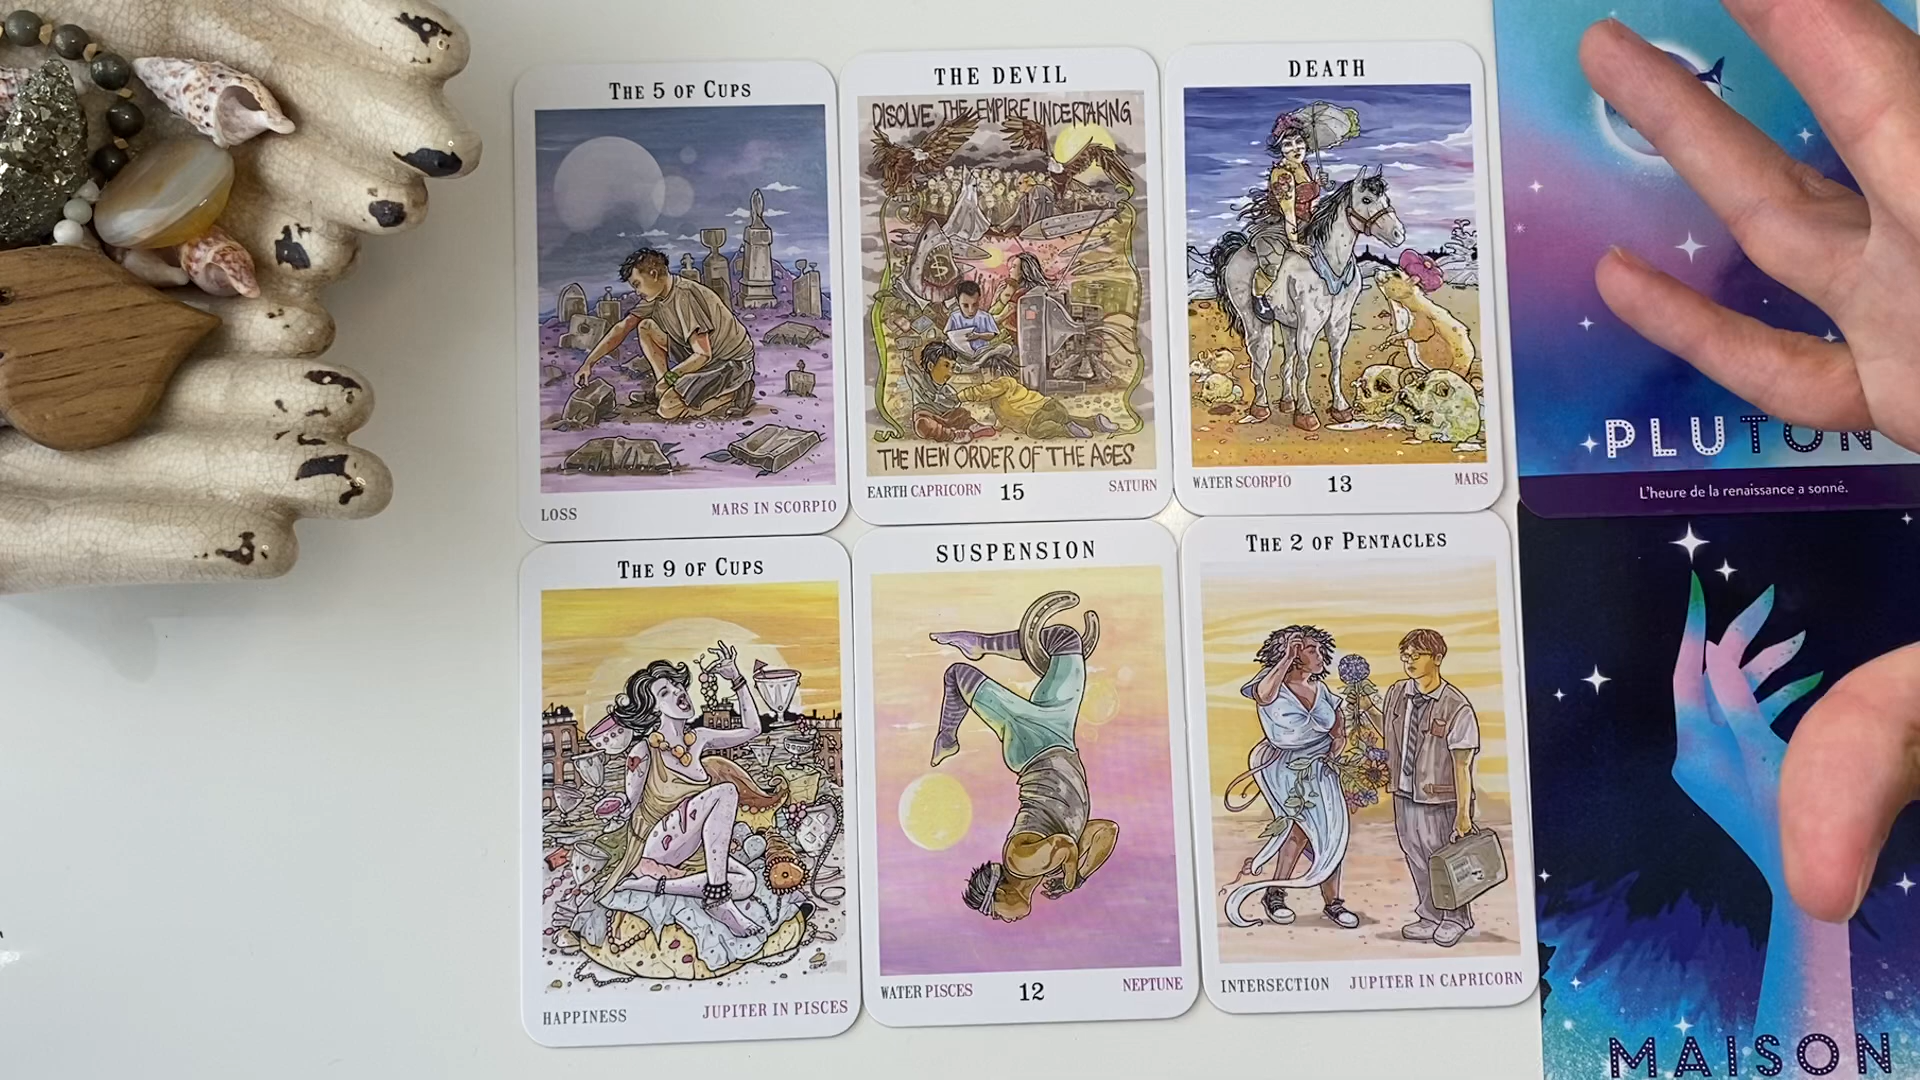 The 5 of Cups
LOSS
MARS IN SCORPIO
THE DEVIL
DISOLVE THE EMPIRE UNDERTAKING
$
THE NEW ORDER OF THE AGES
EARTH CAPRICORN
15
SATURN
DEATH
WATER SCORPIO
13
MARS
PLUTON
L'heure de la renaissance a sonné.
The 9 of Cups
HAPPINESS
JUPITER IN PISCES
SUSPENSION
WATER PISCES
12
NEPTUNE
The 2 of Pentacles
INTERSECTION
JUPITER IN CAPRICORN
MAISON